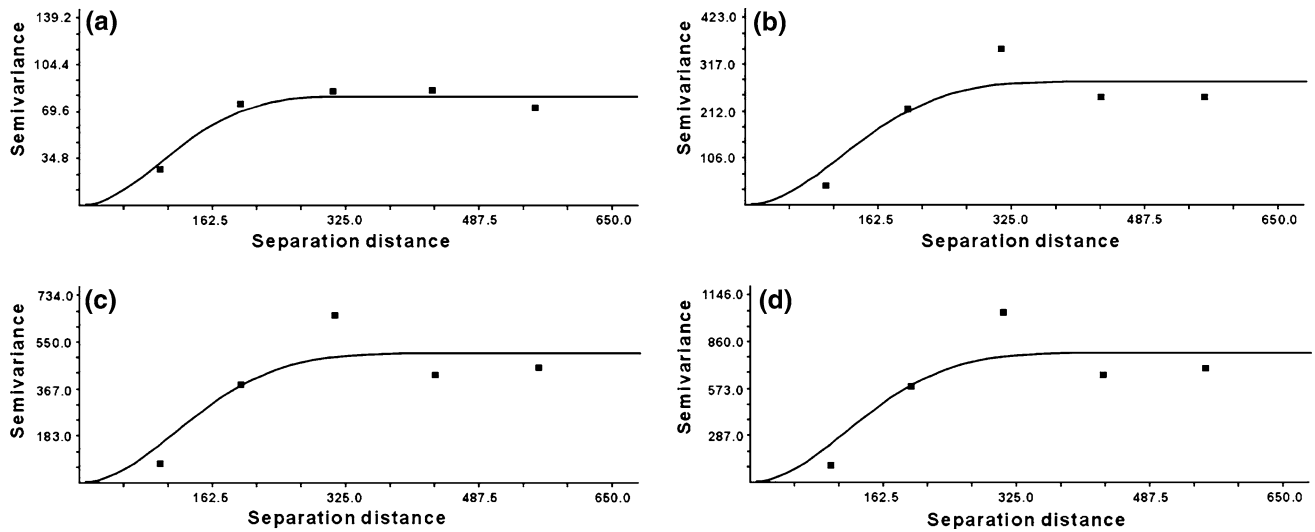 (a)
139.2
104.4
69.6
34.8
Semivariance
162.5 325.0 487.5 650.0
Separation distance
(b)
423.0
317.0
212.0
106.0
Semivariance
162.5 325.0 487.5 650.0
Separation distance
(c)
734.0
550.0
367.0
183.0
Semivariance
162.5 325.0 487.5 650.0
Separation distance
(d)
1146.0
860.0
573.0
287.0
Semivariance
162.5 325.0 487.5 650.0
Separation distance